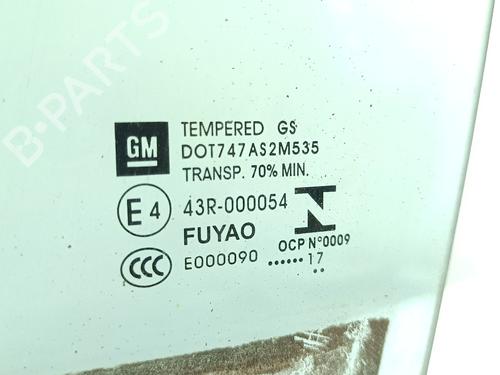 B-PARTS
GM
TEMPERED GS
DOT747AS2M535
TRANSP. 70% MIN.
E4
43R-000054
FUYAO
OCP N°0009
CCC
E000090
...... 17
..